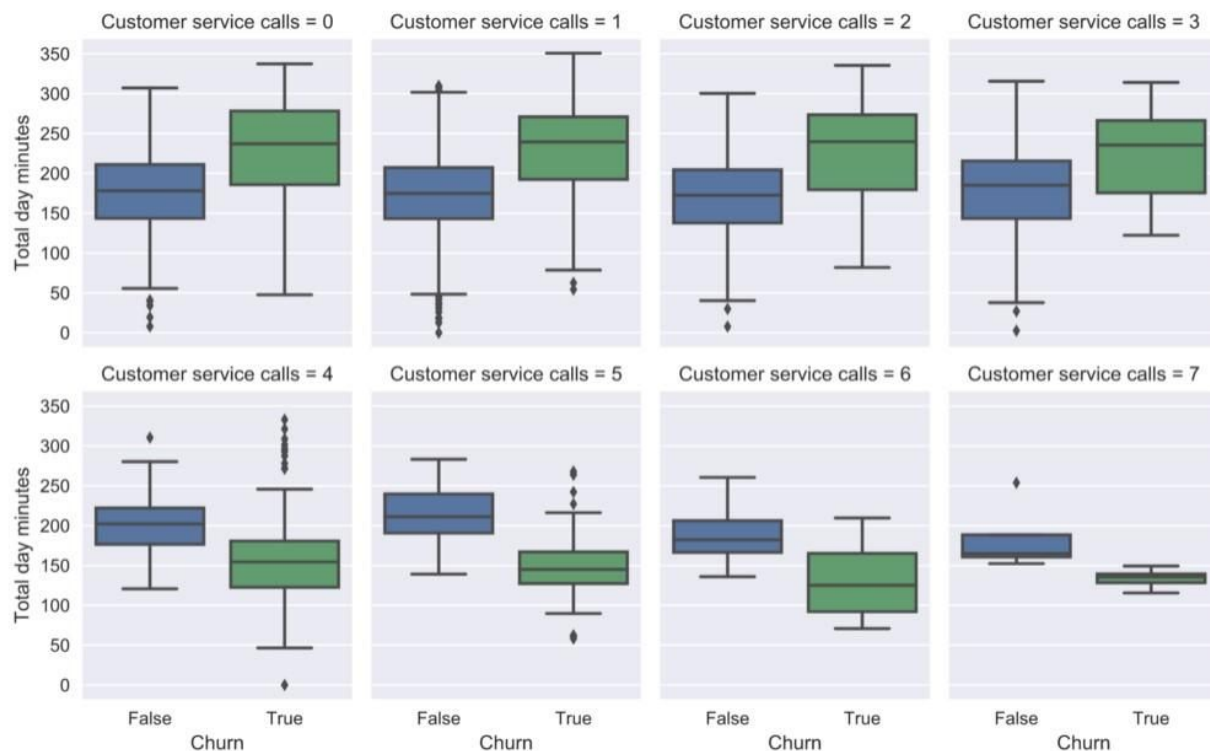 Customer service calls = 0
Customer service calls = 1
Customer service calls = 2
Customer service calls = 3
350
300
250
200
150
100
50
0
Total day minutes
Customer service calls = 4
Customer service calls = 5
Customer service calls = 6
Customer service calls = 7
350
300
250
200
150
100
50
0
Total day minutes
False
True
False
True
False
True
False
True
Churn
Churn
Churn
Churn